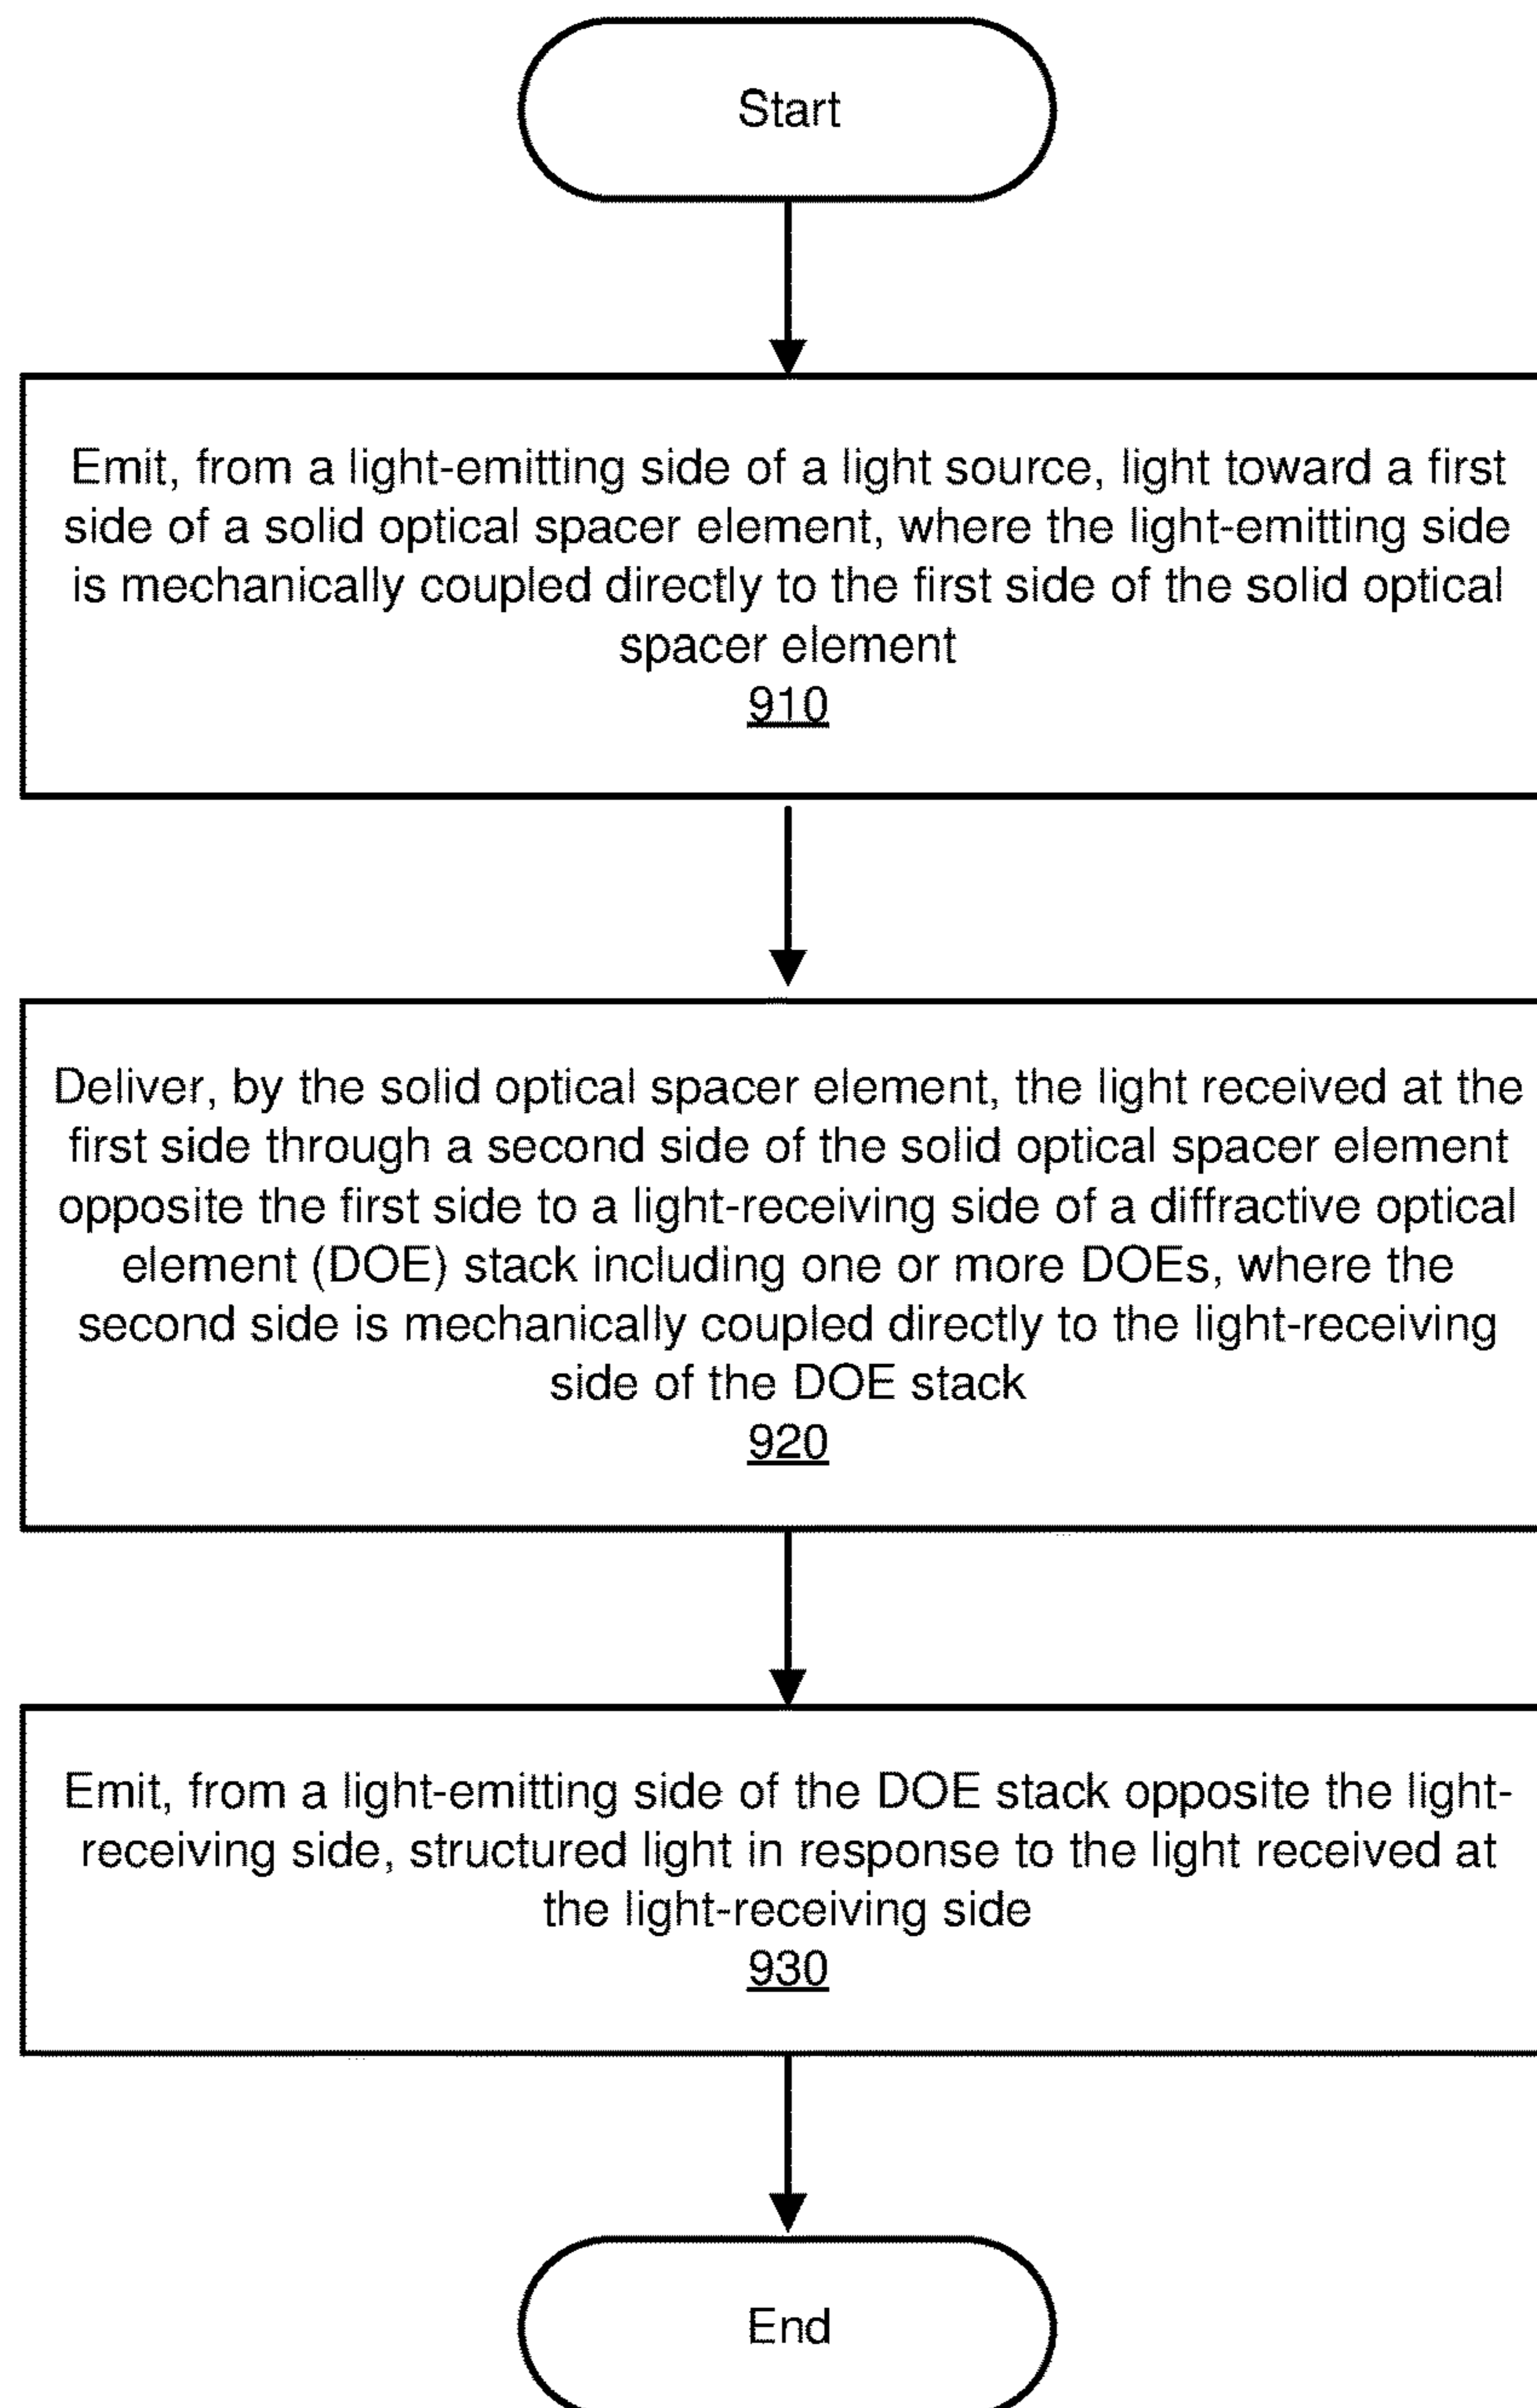 Start
Emit, from a light-emitting side of a light source, light toward a first
side of a solid optical spacer element, where the light-emitting side
is mechanically coupled directly to the first side of the solid optical
spacer element
910
Deliver, by the solid optical spacer element, the light received at the
first side through a second side of the solid optical spacer element
opposite the first side to a light-receiving side of a diffractive optical
element (DOE) stack including one or more DOEs, where the
second side is mechanically coupled directly to the light-receiving
side of the DOE stack
920
Emit, from a light-emitting side of the DOE stack opposite the light-
receiving side, structured light in response to the light received at
the light-receiving side
930
End